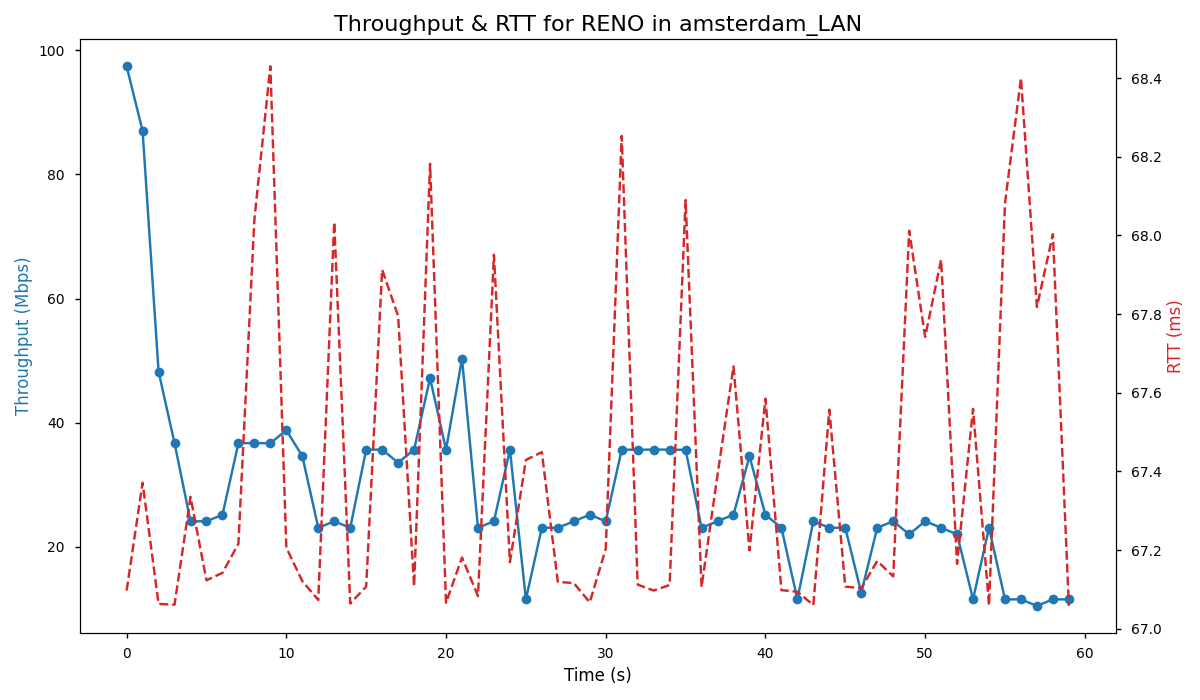 Throughput & RTT for RENO in amsterdam_LAN
Throughput (Mbps)
100
80
60
40
20
68.4
68.2
68.0
67.8
67.6
67.4
67.2
67.0
RTT (ms)
0 10 20 30 40 50 60
Time (s)